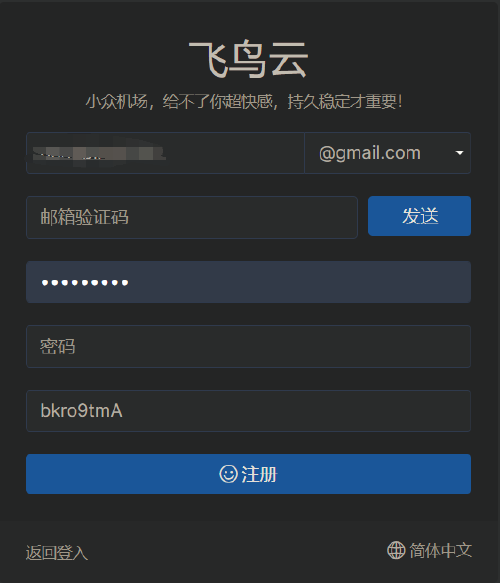 飞鸟云
小众机场，给不了你超快感，持久稳定才重要！
@gmail.com
邮箱验证码
发送
•••••••••
密码
bkro9tmA
注册
返回登入
简体中文